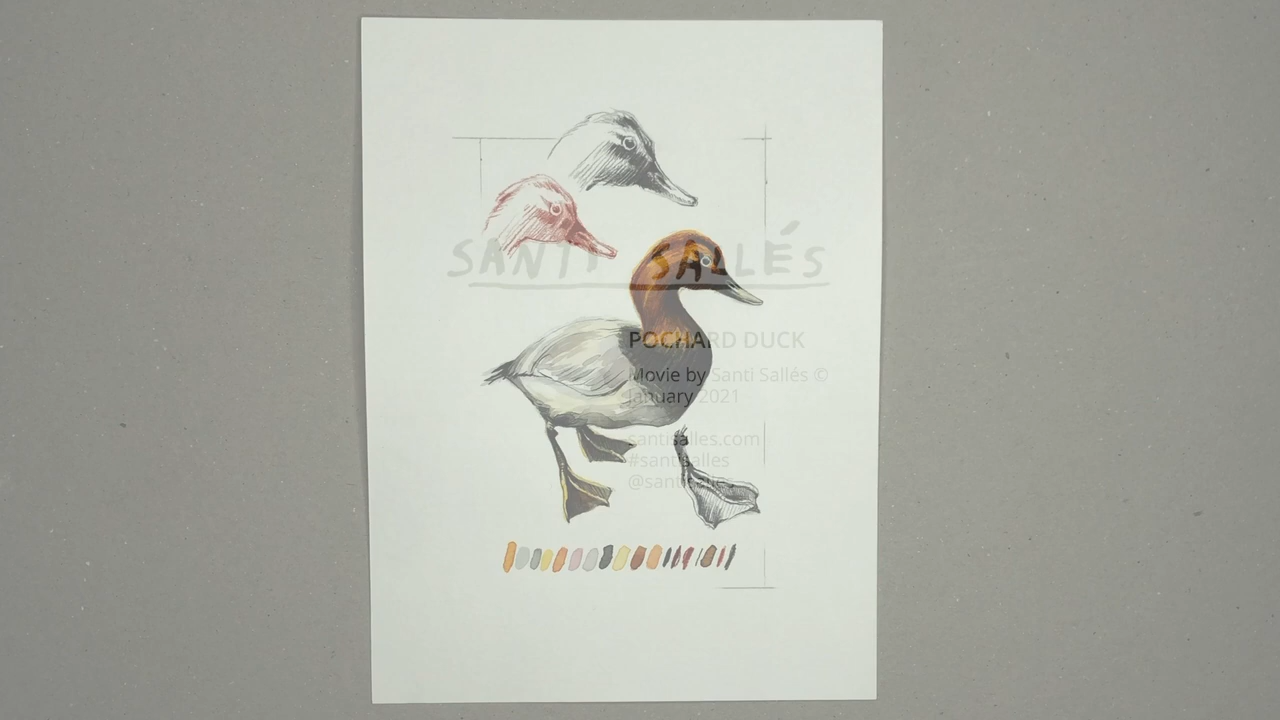 SANTI SALLÉS
POCHARD DUCK
Movie by Santi Sallés ©
January 2021
santisalles.com
#santisalles
@santisalles